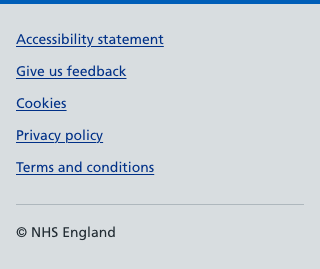 Accessibility statement
Give us feedback
Cookies
Privacy policy
Terms and conditions
© NHS England